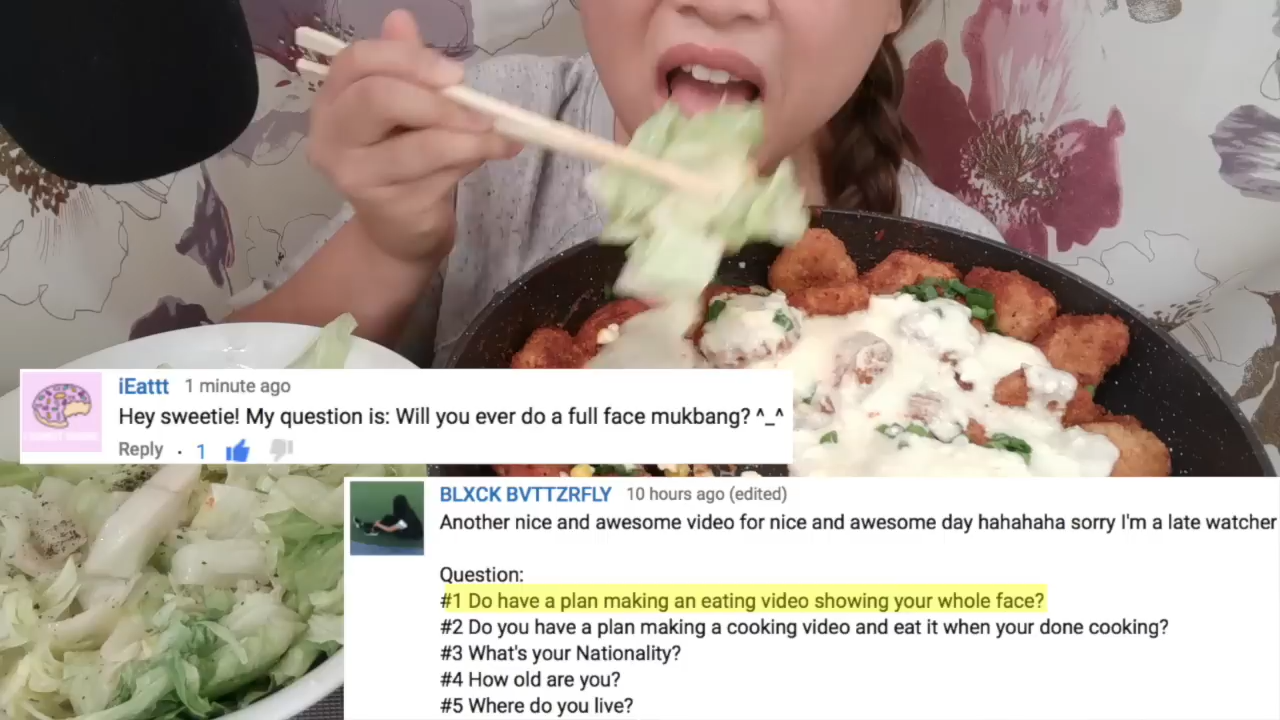 iEattt 1 minute ago
Hey sweetie! My question is: Will you ever do a full face mukbang? ^_^
Reply . 1
BLXCK BVTTZRFLY 10 hours ago (edited)
Another nice and awesome video for nice and awesome day hahahaha sorry I'm a late watcher
Question:
#1 Do have a plan making an eating video showing your whole face?
#2 Do you have a plan making a cooking video and eat it when your done cooking?
#3 What's your Nationality?
#4 How old are you?
#5 Where do you live?